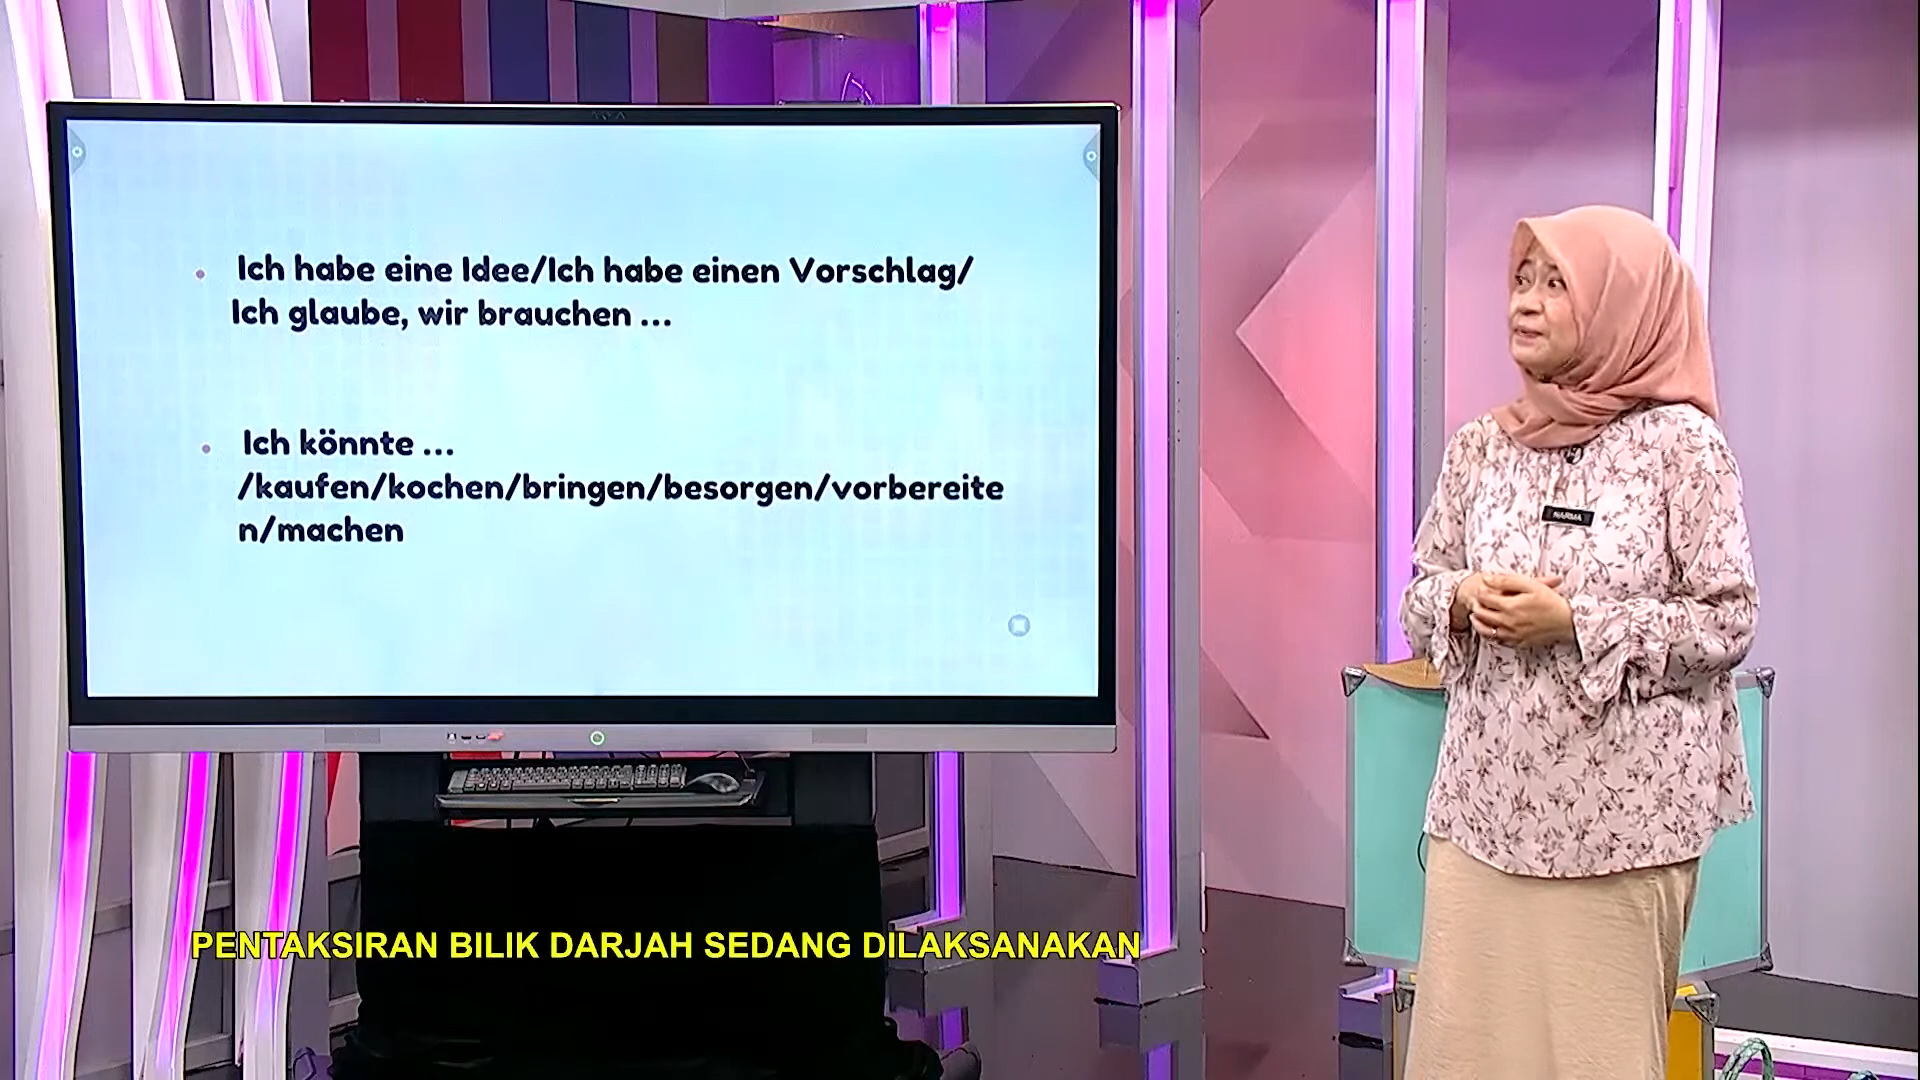 Ich habe eine Idee/Ich habe einen Vorschlag/
Ich glaube, wir brauchen ...
Ich könnte ...
/kaufen/kochen/bringen/besorgen/vorbereite
n/machen
NARMA
PENTAKSIRAN BILIK DARJAH SEDANG DILAKSANAKAN